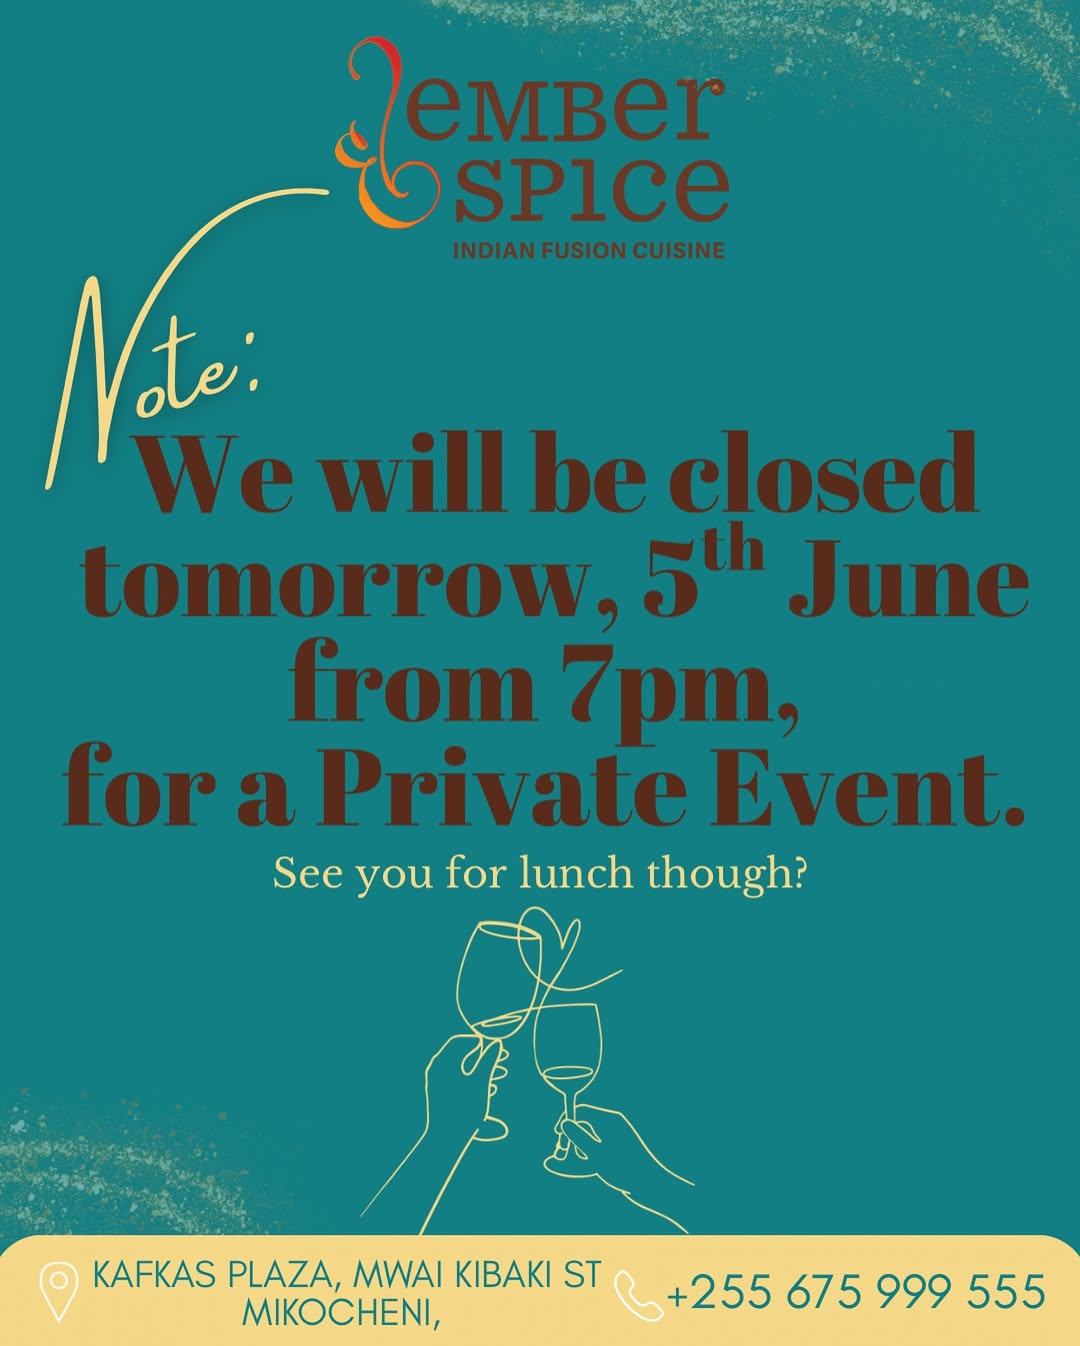 eMBer
& SPICe
INDIAN FUSION CUISINE
Note:
We will be closed
tomorrow, 5th June
from 7pm,
for a Private Event.
See you for lunch though?
KAFKAS PLAZA, MWAI KIBAKI ST
MIKOCHENI,
+255 675 999 555